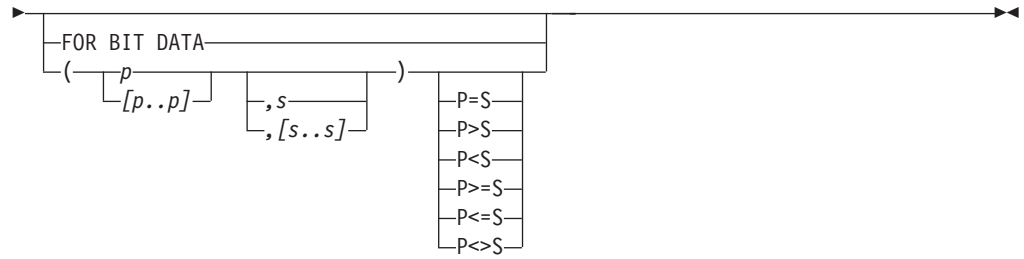 FOR BIT DATA
( p )
[p..p] ,s P=S
,[s..s] P>S
P<S
P>=S
P<=S
P<>S